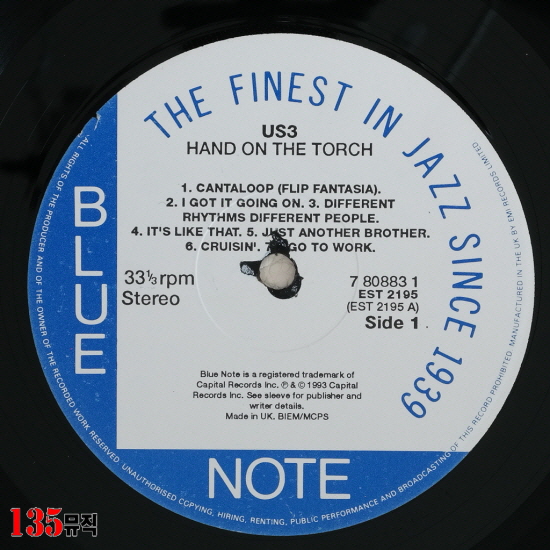 THE FINEST IN JAZZ SINCE 1939
US3
HAND ON THE TORCH
1. CANTALOOP (FLIP FANTASIA).
2. I GOT IT GOING ON. 3. DIFFERENT
RHYTHMS DIFFERENT PEOPLE.
4. IT'S LIKE THAT. 5. JUST ANOTHER BROTHER.
6. CRUISIN'. GO TO WORK.
33⅓ rpm
Stereo
7 80883 1
EST 2195
(EST 2195 A)
Side 1
Blue Note is a registered trademark of
Capital Records Inc. ℗ & © 1993 Capital
Records Inc. See sleeve for publisher and
writer details.
Made in UK. BIEM/MCPS
BLUE
NOTE
ALL RIGHTS OF THE PRODUCER AND OF THE OWNER OF THE RECORDED WORK RESERVED. UNAUTHORISED COPYING, HIRING, RENTING, PUBLIC PERFORMANCE AND BROADCASTING OF THIS RECORD PROHIBITED. MANUFACTURED IN THE UK BY EMI RECORDS LIMITED
135뮤직